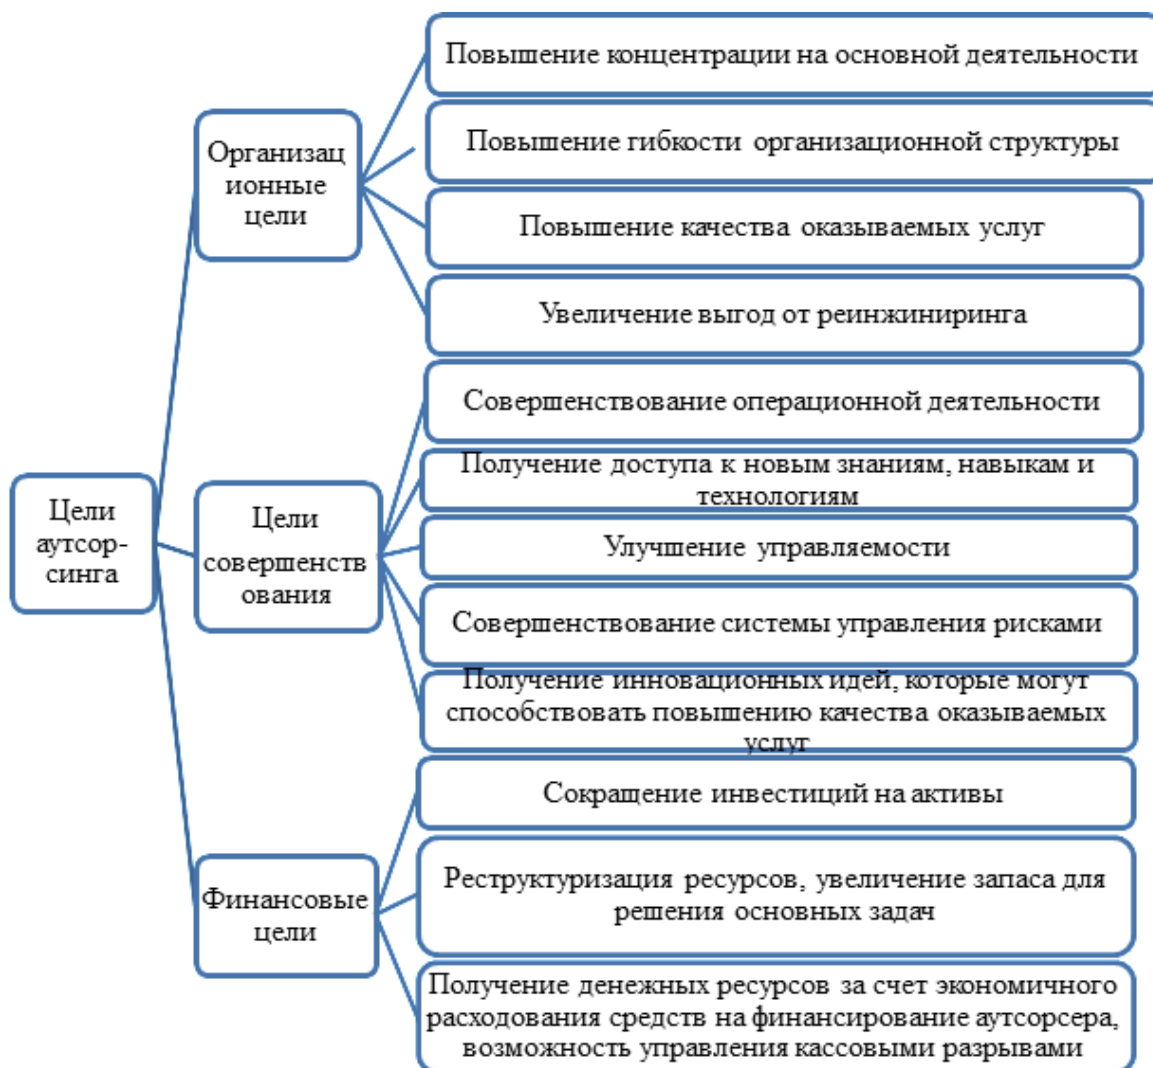 Цели
аутсор-
синга
Организац
ионные
цели
Повышение концентрации на основной деятельности
Повышение гибкости организационной структуры
Повышение качества оказываемых услуг
Увеличение выгод от реинжиниринга
Цели
совершенств
ования
Совершенствование операционной деятельности
Получение доступа к новым знаниям, навыкам и
технологиям
Улучшение управляемости
Совершенствование системы управления рисками
Получение инновационных идей, которые могут
способствовать повышению качества оказываемых
услуг
Финансовые
цели
Сокращение инвестиций на активы
Реструктуризация ресурсов, увеличение запаса для
решения основных задач
Получение денежных ресурсов за счет экономичного
расходования средств на финансирование аутсорсера,
возможность управления кассовыми разрывами